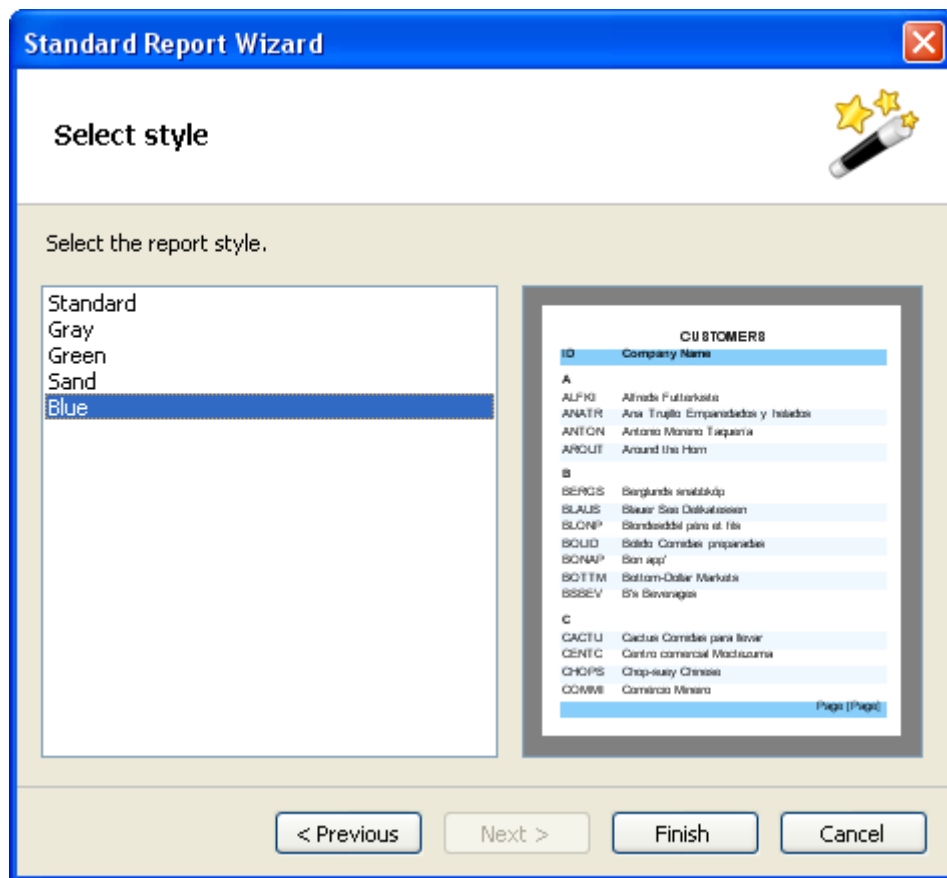 Standard Report Wizard
Select style
Select the report style.
Standard
Gray
Green
Sand
Blue
CUSTOMERS
ID Company Name
A
ALFKI Alfreds Futterkiste
ANATR Ana Trujillo Emparedados y helados
ANTON Antonio Moreno Taquería
AROUT Around the Horn
B
BERGS Berglunds snabbköp
BLAUS Blauer See Delikatessen
BLONP Blondesddsl père et fils
BOLID Bólido Comidas preparadas
BONAP Bon app'
BOTTM Bottom-Dollar Markets
BSBEV B's Beverages
C
CACTU Cactus Comidas para llevar
CENTC Centro comercial Moctezuma
CHOPS Chop-suey Chinese
COMMI Comércio Mineiro
Page [Page]
< Previous
Next >
Finish
Cancel